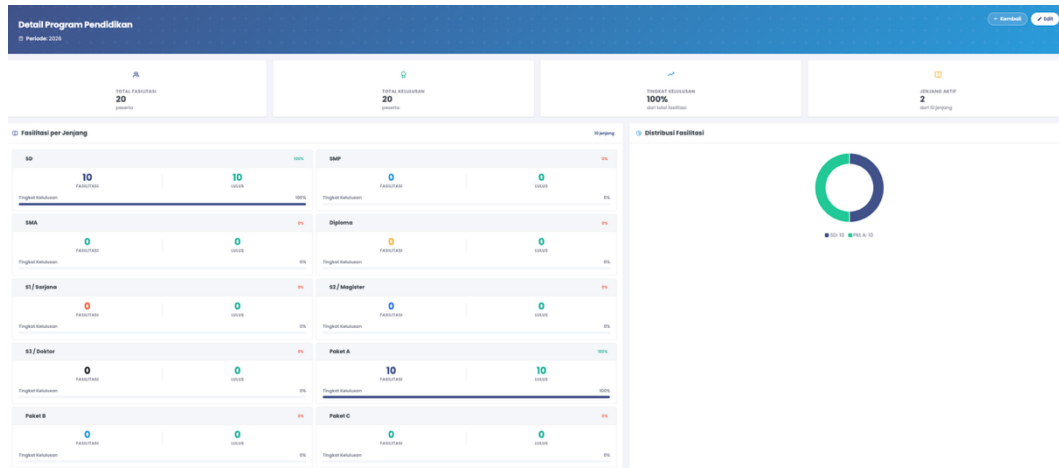 Detail Program Pendidikan
Periode: 2026
← Kembali
Edit
TOTAL FASILITASI
20
peserta
TOTAL KELULUSAN
20
peserta
TINGKAT KELULUSAN
100%
dari total fasilitasi
JENJANG AKTIF
2
dari 10 jenjang
Fasilitasi per Jenjang
10 jenjang
SD
100%
10
FASILITASI
10
LULUS
Tingkat Kelulusan
100%
SMP
0%
0
FASILITASI
0
LULUS
Tingkat Kelulusan
0%
SMA
0%
0
FASILITASI
0
LULUS
Tingkat Kelulusan
0%
Diploma
0%
0
FASILITASI
0
LULUS
Tingkat Kelulusan
0%
S1 / Sarjana
0%
0
FASILITASI
0
LULUS
Tingkat Kelulusan
0%
S2 / Magister
0%
0
FASILITASI
0
LULUS
Tingkat Kelulusan
0%
S3 / Doktor
0%
0
FASILITASI
0
LULUS
Tingkat Kelulusan
0%
Paket A
100%
10
FASILITASI
10
LULUS
Tingkat Kelulusan
100%
Paket B
0%
0
FASILITASI
0
LULUS
Tingkat Kelulusan
0%
Paket C
0%
0
FASILITASI
0
LULUS
Tingkat Kelulusan
0%
Distribusi Fasilitasi
SD: 10
Pkt A: 10